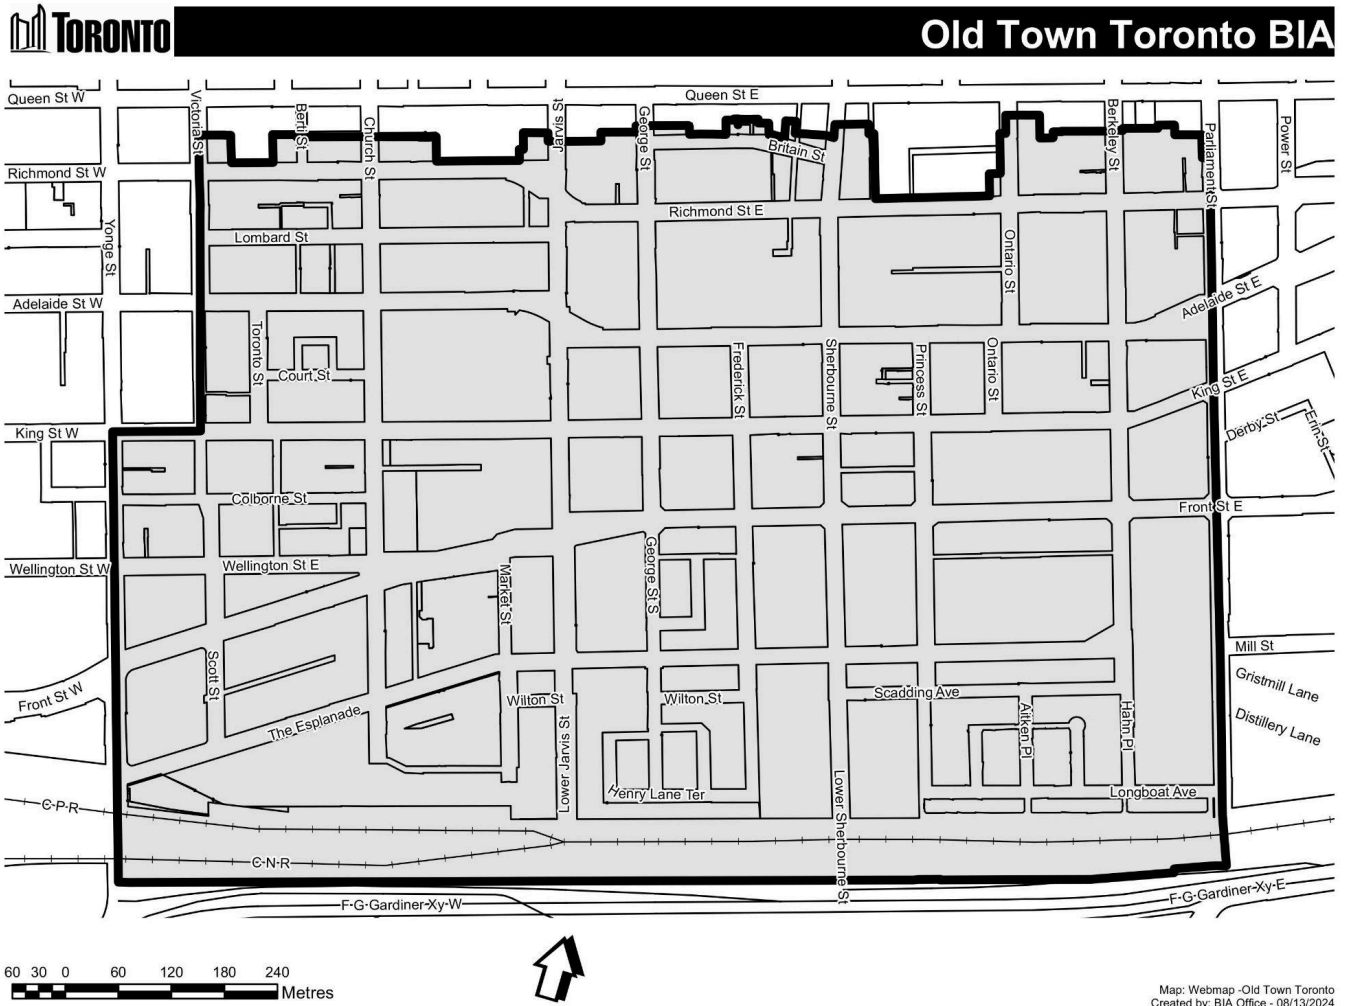 TORONTO
Old Town Toronto BIA
Queen St W
Queen St E
Victoria St
Berti St
Church St
Jarvis St
George St
Britain St
Berkeley St
Parliament St
Power St
Richmond St W
Richmond St E
Yonge St
Lombard St
Ontario St
Adelaide St W
Adelaide St E
Toronto St
Court St
Frederick St
Sherbourne St
Princess St
Ontario St
King St E
King St W
Derby St
Erin St
Colborne St
Front St E
Wellington St W
Wellington St E
Market St
George St S
Scott St
Mill St
Front St W
The Esplanade
Wilton St
Wilton St
Scadding Ave
Gristmill Lane
Distillery Lane
Aitken Pl
Hahn Pl
Lower Jarvis St
Lower Sherbourne St
Henry Lane Ter
Longboat Ave
C P R
C N R
F G Gardiner Xy W
F G Gardiner Xy E
60 30 0 60 120 180 240
Metres
Map: Webmap -Old Town Toronto
Created by: BIA Office - 08/13/2024